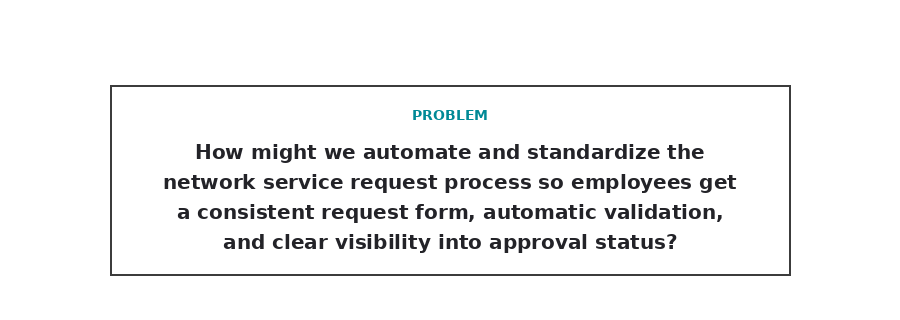 PROBLEM
How might we automate and standardize the
network service request process so employees get
a consistent request form, automatic validation,
and clear visibility into approval status?